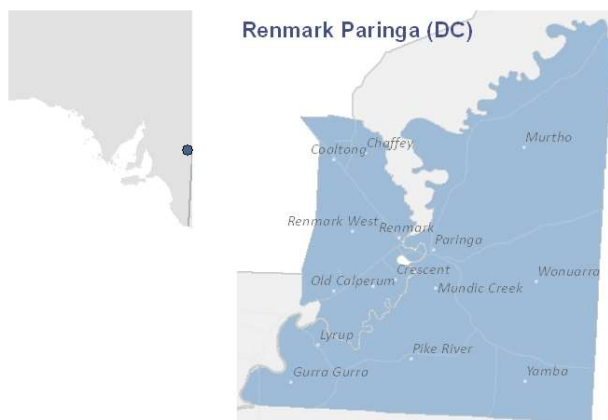 Renmark Paringa (DC)
Chaffey
Murtho
Cooltong
Renmark West
Renmark
Paringa
Crescent
Wonuarra
Old Calperum
Mundic Creek
Lyrup
Pike River
Gurra Gurra
Yamba